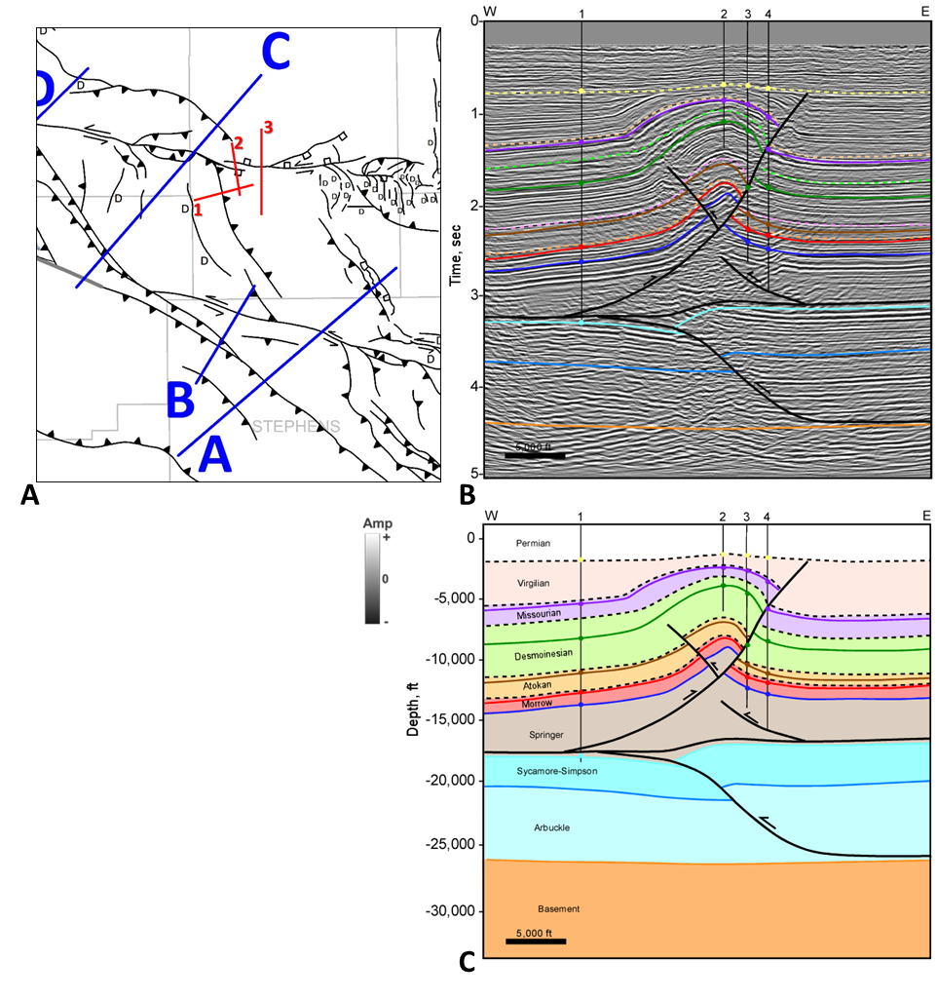 C
D
D
3
2
1
D
D
D
D
D
D
D
D
D
D
D
D
B
A
STEPHENS
A
W
1
2
3
4
E
0
1
2
3
4
5
Time, sec
5,000 ft
B
Amp
+
0
-
W
1
2
3
4
E
0
-5,000
-10,000
-15,000
-20,000
-25,000
-30,000
Depth, ft
Permian
Virgilian
Missourian
Desmoinesian
Atokan
Morrow
Springer
Sycamore-Simpson
Arbuckle
Basement
5,000 ft
C